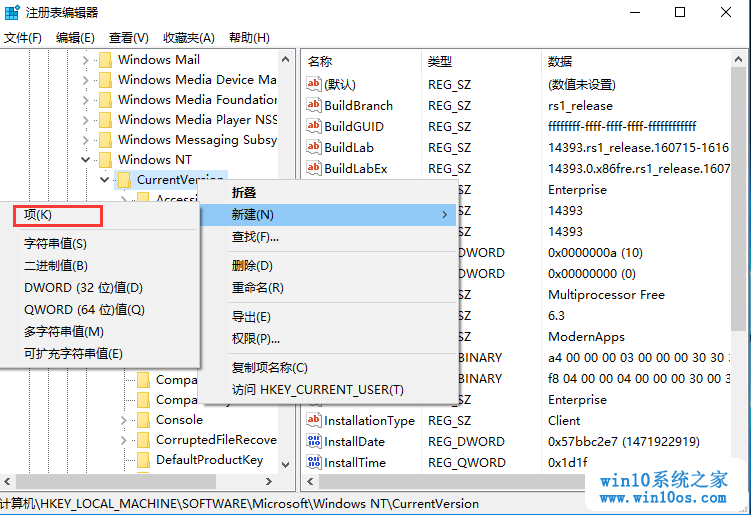 注册表编辑器
文件(F) 编辑(E) 查看(V) 收藏夹(A) 帮助(H)
Windows Mail
Windows Media Device Ma
Windows Media Foundation
Windows Media Player NSS
Windows Messaging Subsy
Windows NT
CurrentVersion
Accessi
折叠
新建(N)
查找(F)...
删除(D)
重命名(R)
导出(E)
权限(P)...
复制项名称(C)
访问 HKEY_CURRENT_USER(T)
项(K)
字符串值(S)
二进制值(B)
DWORD (32 位)值(D)
QWORD (64 位)值(Q)
多字符串值(M)
可扩充字符串值(E)
Compa
Compa
Console
CorruptedFileRecove
DefaultProductKey
名称 类型 数据
(默认) REG_SZ (数值未设置)
BuildBranch REG_SZ rs1_release
BuildGUID REG_SZ ffffffff-ffff-ffff-ffff-ffffffffffff
BuildLab REG_SZ 14393.rs1_release.160715-1616
BuildLabEx REG_SZ 14393.0.x86fre.rs1_release.1607
SZ Enterprise
SZ 14393
SZ 14393
DWORD 0x0000000a (10)
DWORD 0x00000000 (0)
SZ Multiprocessor Free
SZ 6.3
SZ ModernApps
BINARY a4 00 00 00 03 00 00 00 30 30 3
BINARY f8 04 00 00 04 00 00 00 30 00 3
SZ Enterprise
InstallationType REG_SZ Client
InstallDate REG_DWORD 0x57bbc2e7 (1471922919)
InstallTime REG_QWORD 0x1d1f
计算机\HKEY_LOCAL_MACHINE\SOFTWARE\Microsoft\Windows NT\CurrentVersion
win10系统之家
www.win10os.com